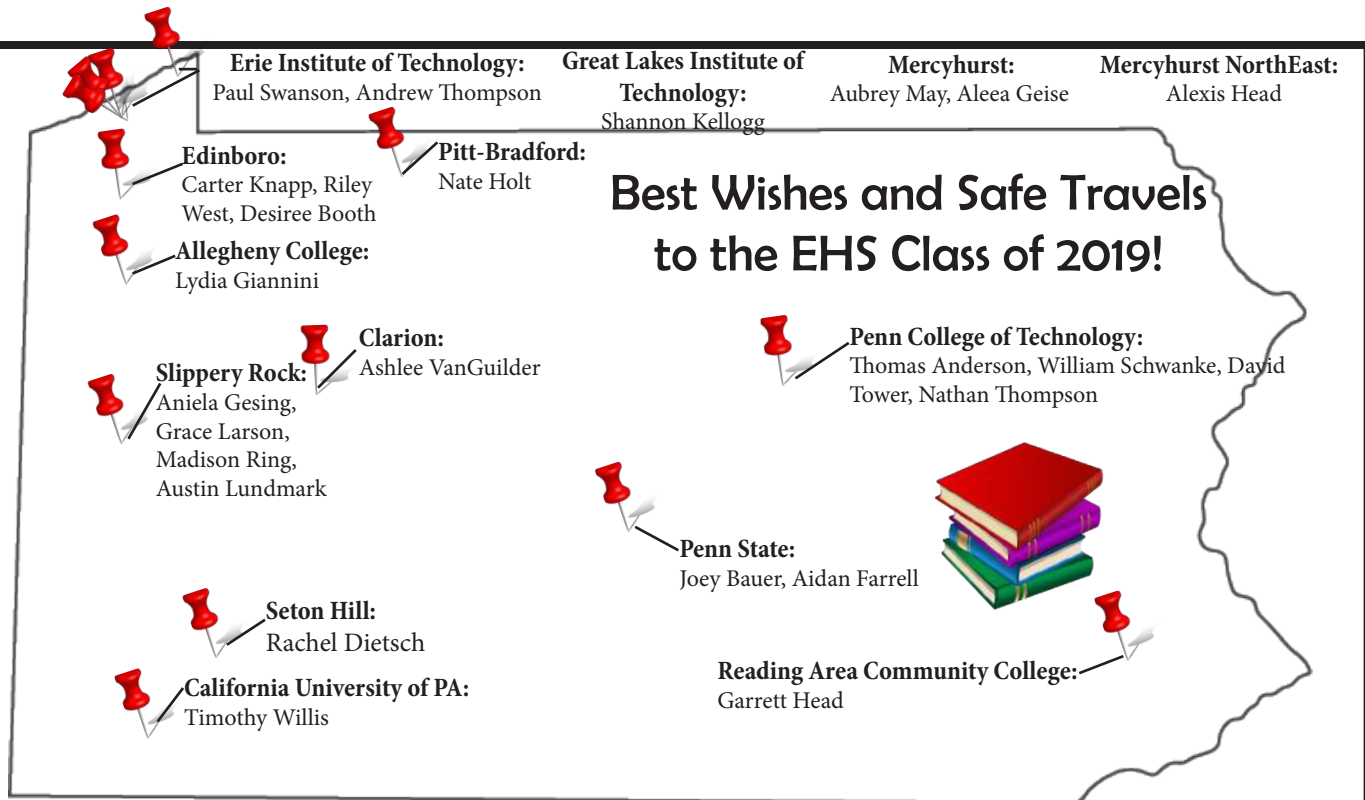 Erie Institute of Technology:
Paul Swanson, Andrew Thompson
Great Lakes Institute of
Technology:
Shannon Kellogg
Mercyhurst:
Aubrey May, Aleea Geise
Mercyhurst NorthEast:
Alexis Head
Edinboro:
Carter Knapp, Riley
West, Desiree Booth
Pitt-Bradford:
Nate Holt
Best Wishes and Safe Travels
to the EHS Class of 2019!
Allegheny College:
Lydia Giannini
Clarion:
Ashlee VanGuilder
Penn College of Technology:
Thomas Anderson, William Schwanke, David
Tower, Nathan Thompson
Slippery Rock:
Aniela Gesing,
Grace Larson,
Madison Ring,
Austin Lundmark
Penn State:
Joey Bauer, Aidan Farrell
Seton Hill:
Rachel Dietsch
Reading Area Community College:
Garrett Head
California University of PA:
Timothy Willis